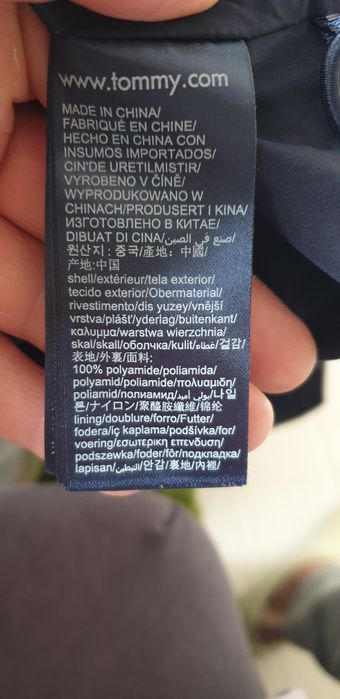 www.tommy.com
MADE IN CHINA/
FABRIQUÉ EN CHINE/
HECHO EN CHINA CON
INSUMOS IMPORTADOS/
CIN'DE URETILMISTIR/
VYROBENO V ČÍNĚ/
WYPRODUKOWANO W
CHINACH/PRODUSERT I KINA/
ИЗГОТОВЛЕНО В КИТАЕ/
DIBUAT DI CINA/صنع في الصين/
원산지 : 중국/產地：中國/
产地:中国
shell/extérieur/tela exterior/
tecido exterior/Obermaterial/
rivestimento/dis yuzey/vnější
vrstva/plášť/yderlag/buitenkant/
καλυμμα/warstwa wierzchnia/
skal/skall/оболочка/kulit/غطاء/겉감/
表地/外裏/面料:
100% polyamide/poliamida/
polyamid/poliammide/πολυαμιδη/
poliamid/полиамид/بولي أميد/나일
론/ナイロン/聚醯胺纖維/锦纶
lining/doublure/forro/Futter/
fodera/iç kaplama/podšívka/for/
voering/εσωτερικη επενδυση/
podszewka/foder/fôr/подкладка/
lapisan/التبطين/안감/裏地/內裡/